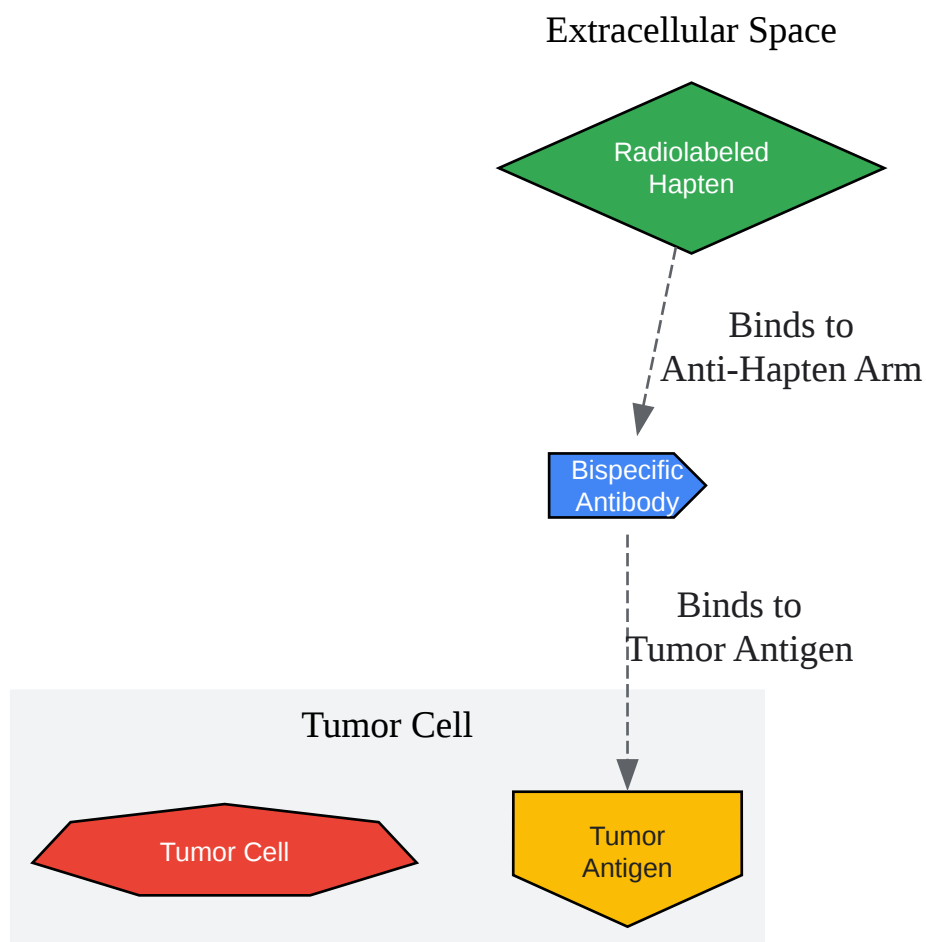 Extracellular Space
Radiolabeled
Hapten
Binds to
Anti-Hapten Arm
Bispecific
Antibody
Binds to
Tumor Antigen
Tumor Cell
Tumor Cell
Tumor
Antigen